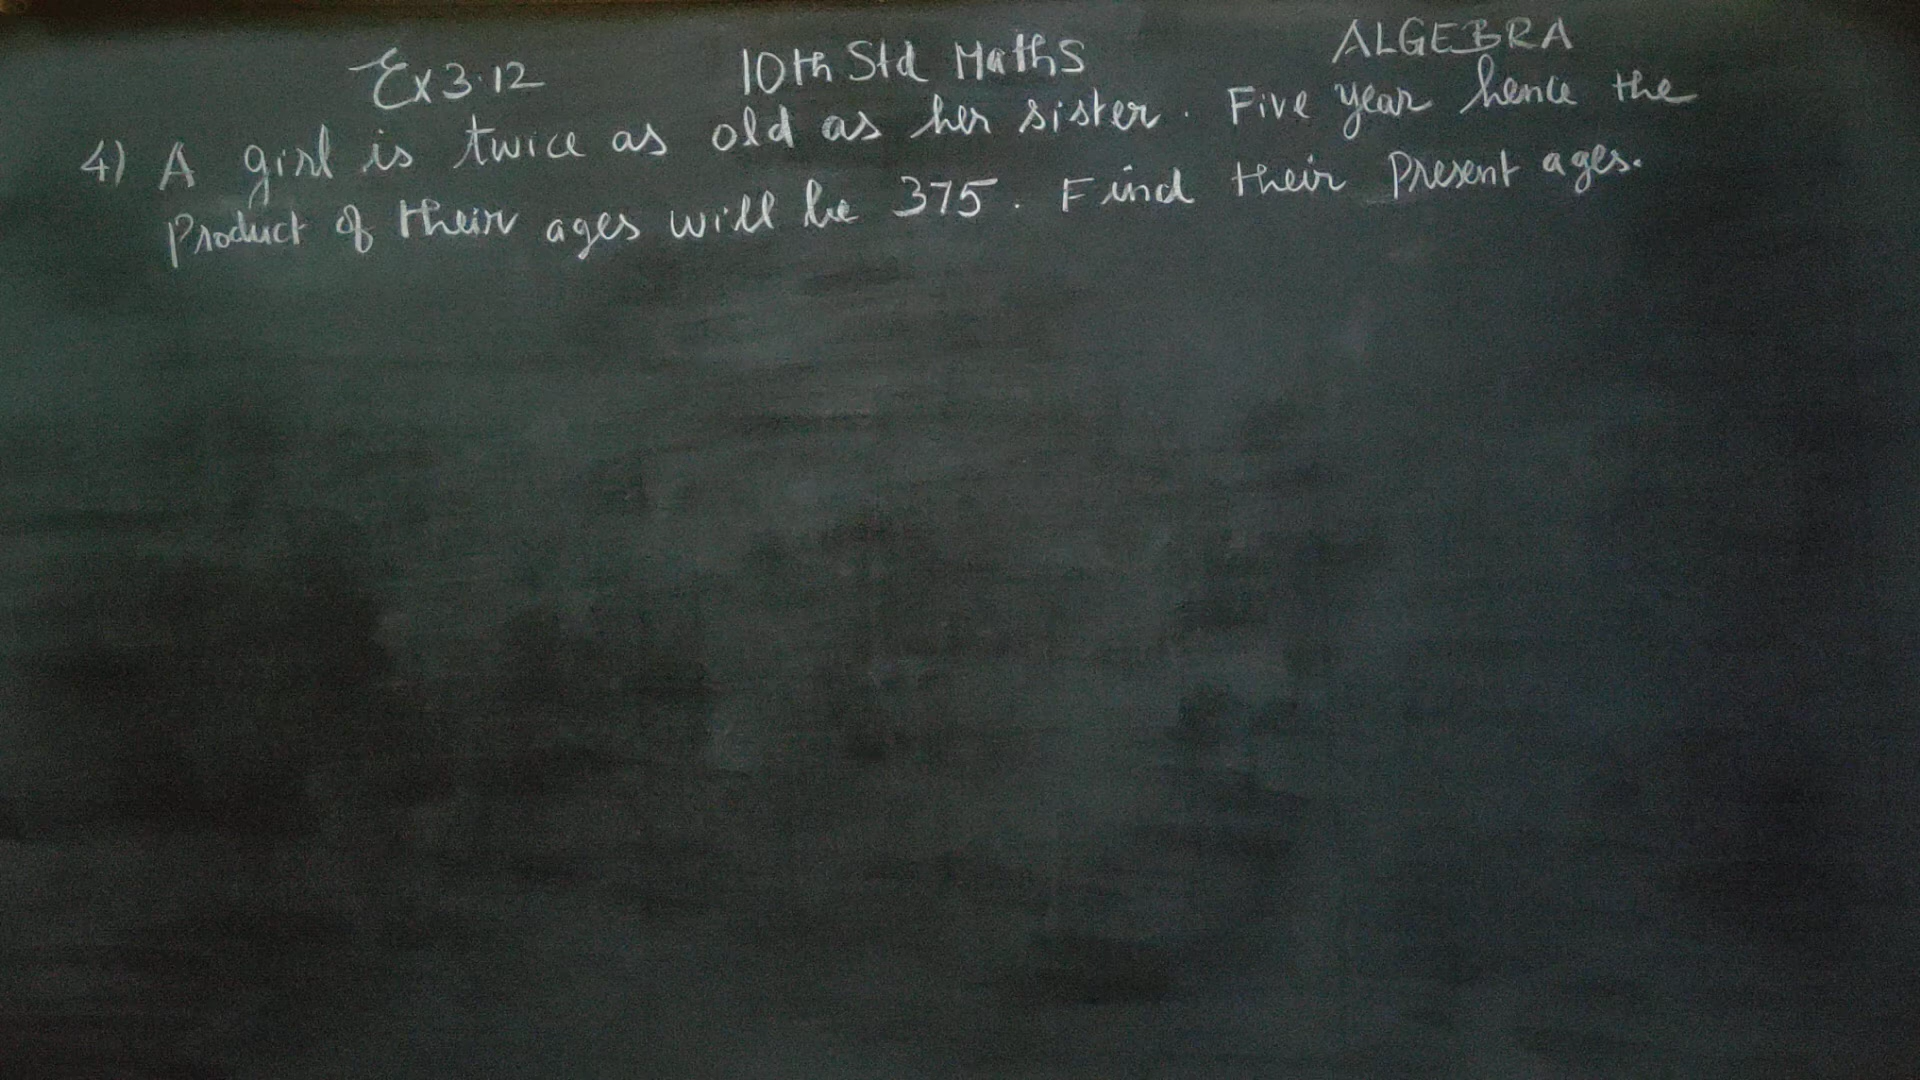 Ex 3.12 10th Std Maths ALGEBRA
4) A girl is twice as old as her sister. Five year hence the
Product of their ages will be 375. Find their Present ages.